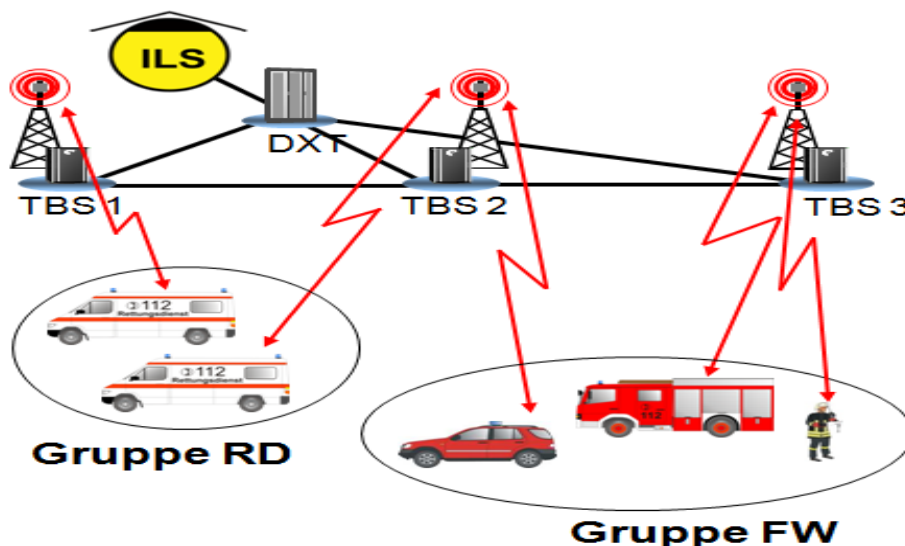 ILS
DXT
TBS 1
TBS 2
TBS 3
112
Rettungsdienst
112
Rettungsdienst
112
Gruppe RD
Gruppe FW